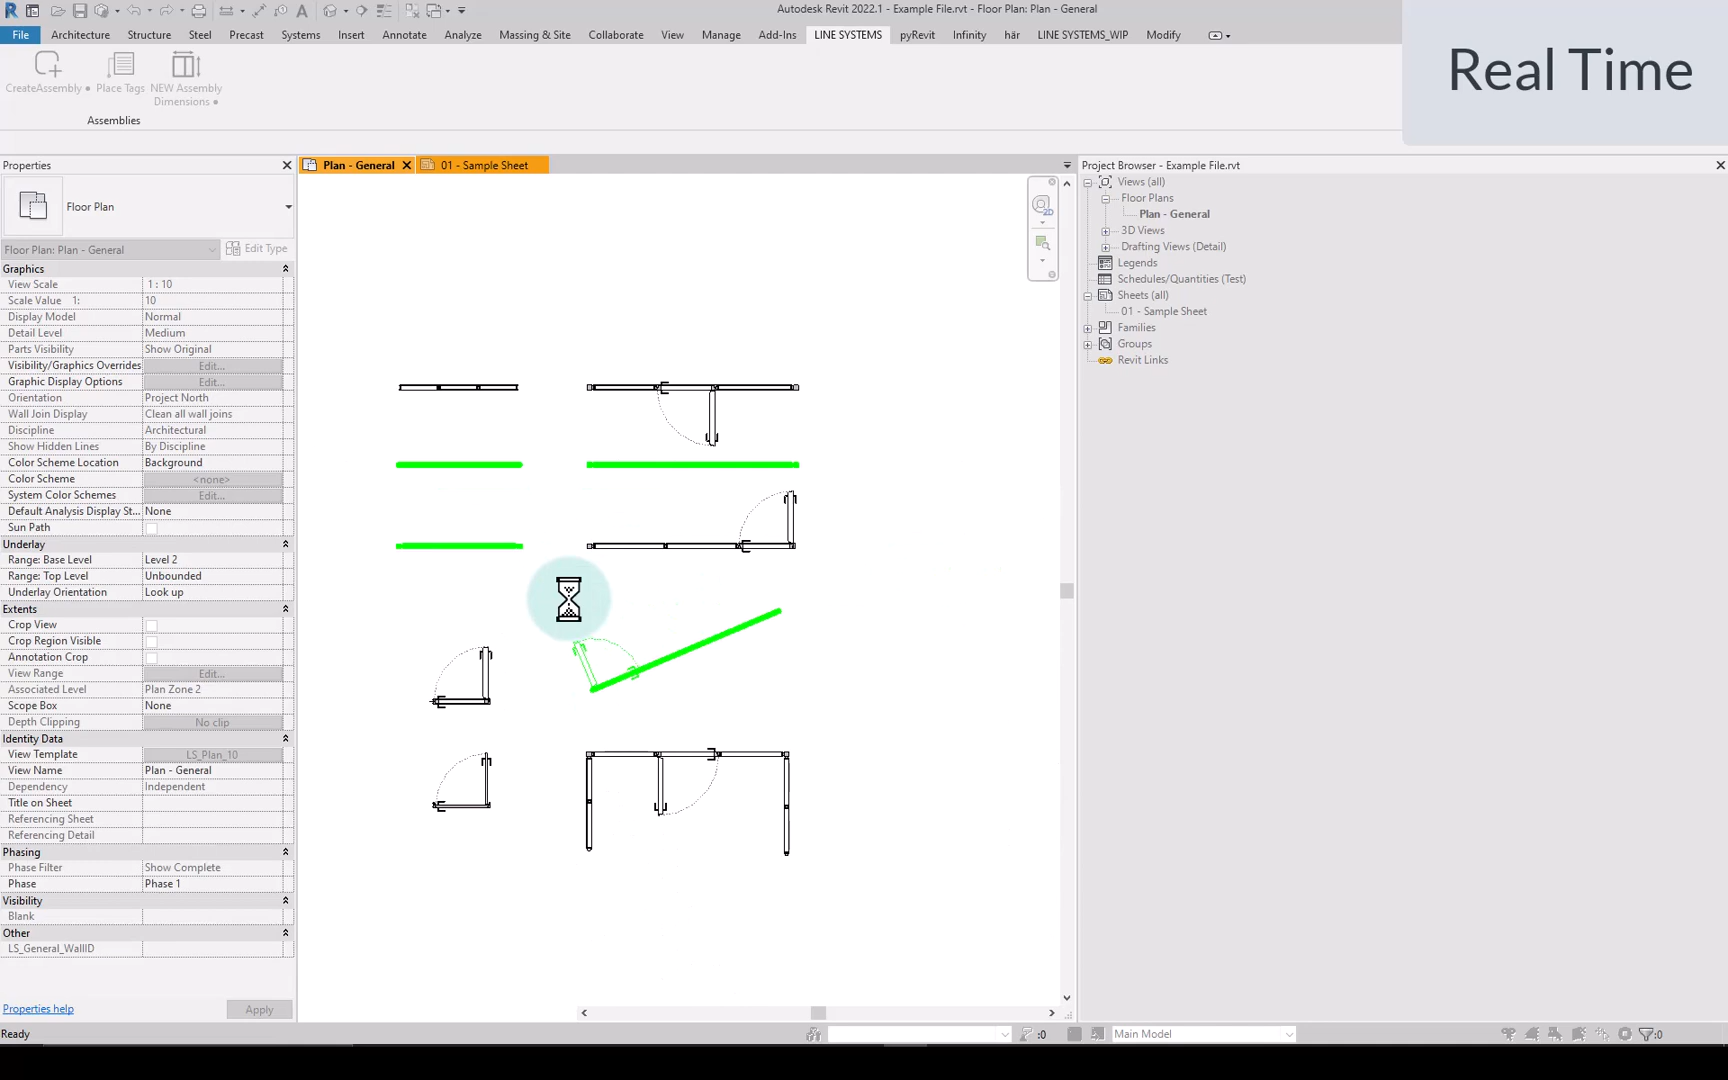 Autodesk Revit 2022.1 - Example File.rvt - Floor Plan: Plan - General
Real Time
File Architecture Structure Steel Precast Systems Insert Annotate Analyze Massing & Site Collaborate View Manage Add-Ins LINE SYSTEMS pyRevit Infinity här LINE SYSTEMS_WIP Modify
CreateAssembly Place Tags NEW Assembly
Dimensions
Assemblies
Properties
Plan - General
01 - Sample Sheet
Project Browser - Example File.rvt
Floor Plan
Floor Plan: Plan - General
Edit Type
Graphics
View Scale 1 : 10
Scale Value 1: 10
Display Model Normal
Detail Level Medium
Parts Visibility Show Original
Visibility/Graphics Overrides Edit...
Graphic Display Options Edit...
Orientation Project North
Wall Join Display Clean all wall joins
Discipline Architectural
Show Hidden Lines By Discipline
Color Scheme Location Background
Color Scheme <none>
System Color Schemes Edit...
Default Analysis Display St... None
Sun Path
Underlay
Range: Base Level Level 2
Range: Top Level Unbounded
Underlay Orientation Look up
Extents
Crop View
Crop Region Visible
Annotation Crop
View Range Edit...
Associated Level Plan Zone 2
Scope Box None
Depth Clipping No clip
Identity Data
View Template LS_Plan_10
View Name Plan - General
Dependency Independent
Title on Sheet
Referencing Sheet
Referencing Detail
Phasing
Phase Filter Show Complete
Phase Phase 1
Visibility
Blank
Other
LS_General_WallID
Properties help
Apply
2D
Views (all)
Floor Plans
Plan - General
3D Views
Drafting Views (Detail)
Legends
Schedules/Quantities (Test)
Sheets (all)
01 - Sample Sheet
Families
Groups
Revit Links
Ready
:0
Main Model
:0